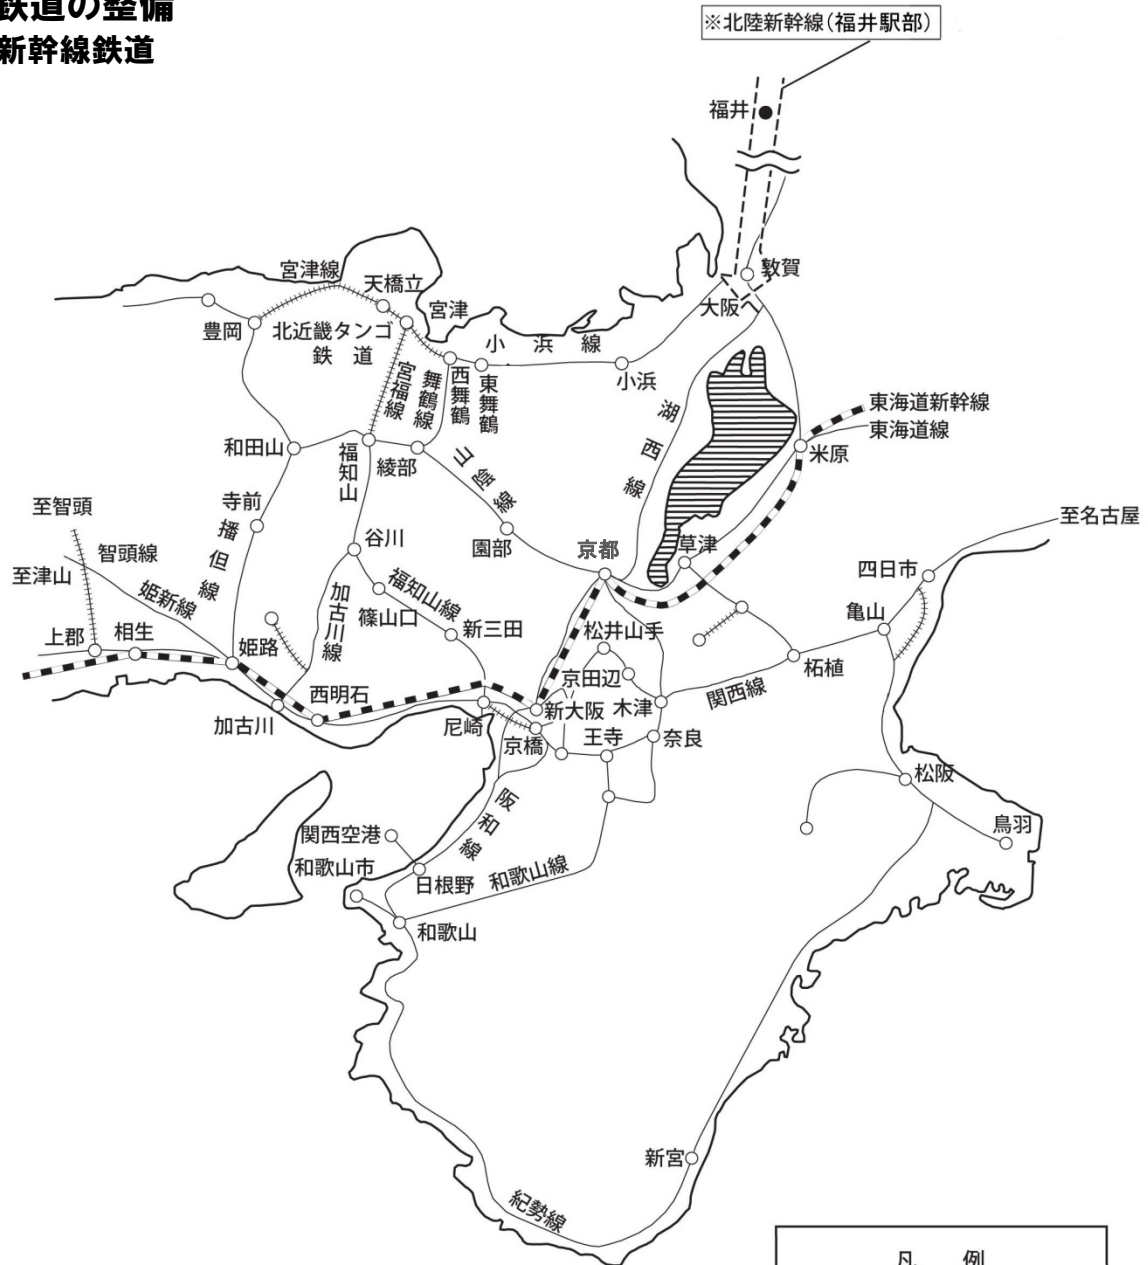 鉄道の整備
新幹線鉄道
※北陸新幹線(福井駅部)
福井
敦賀
大阪
宮津線
天橋立
宮津
豊岡
北近畿タンゴ
鉄道
小浜線
小浜
宮福線
舞鶴線
西舞鶴
東舞鶴
湖西線
東海道新幹線
東海道線
米原
和田山
福知山
綾部
山陰線
至智頭
寺前
至名古屋
智頭線
播但線
谷川
園部
京都
草津
四日市
至津山
姫新線
加古川線
福知山線
篠山口
新三田
亀山
上郡
相生
姫路
松井山手
柘植
京田辺
西明石
関西線
加古川
尼崎
新大阪
木津
京橋
王寺
奈良
松阪
阪和線
関西空港
鳥羽
和歌山市
日根野
和歌山線
和歌山
新宮
紀勢線
凡例